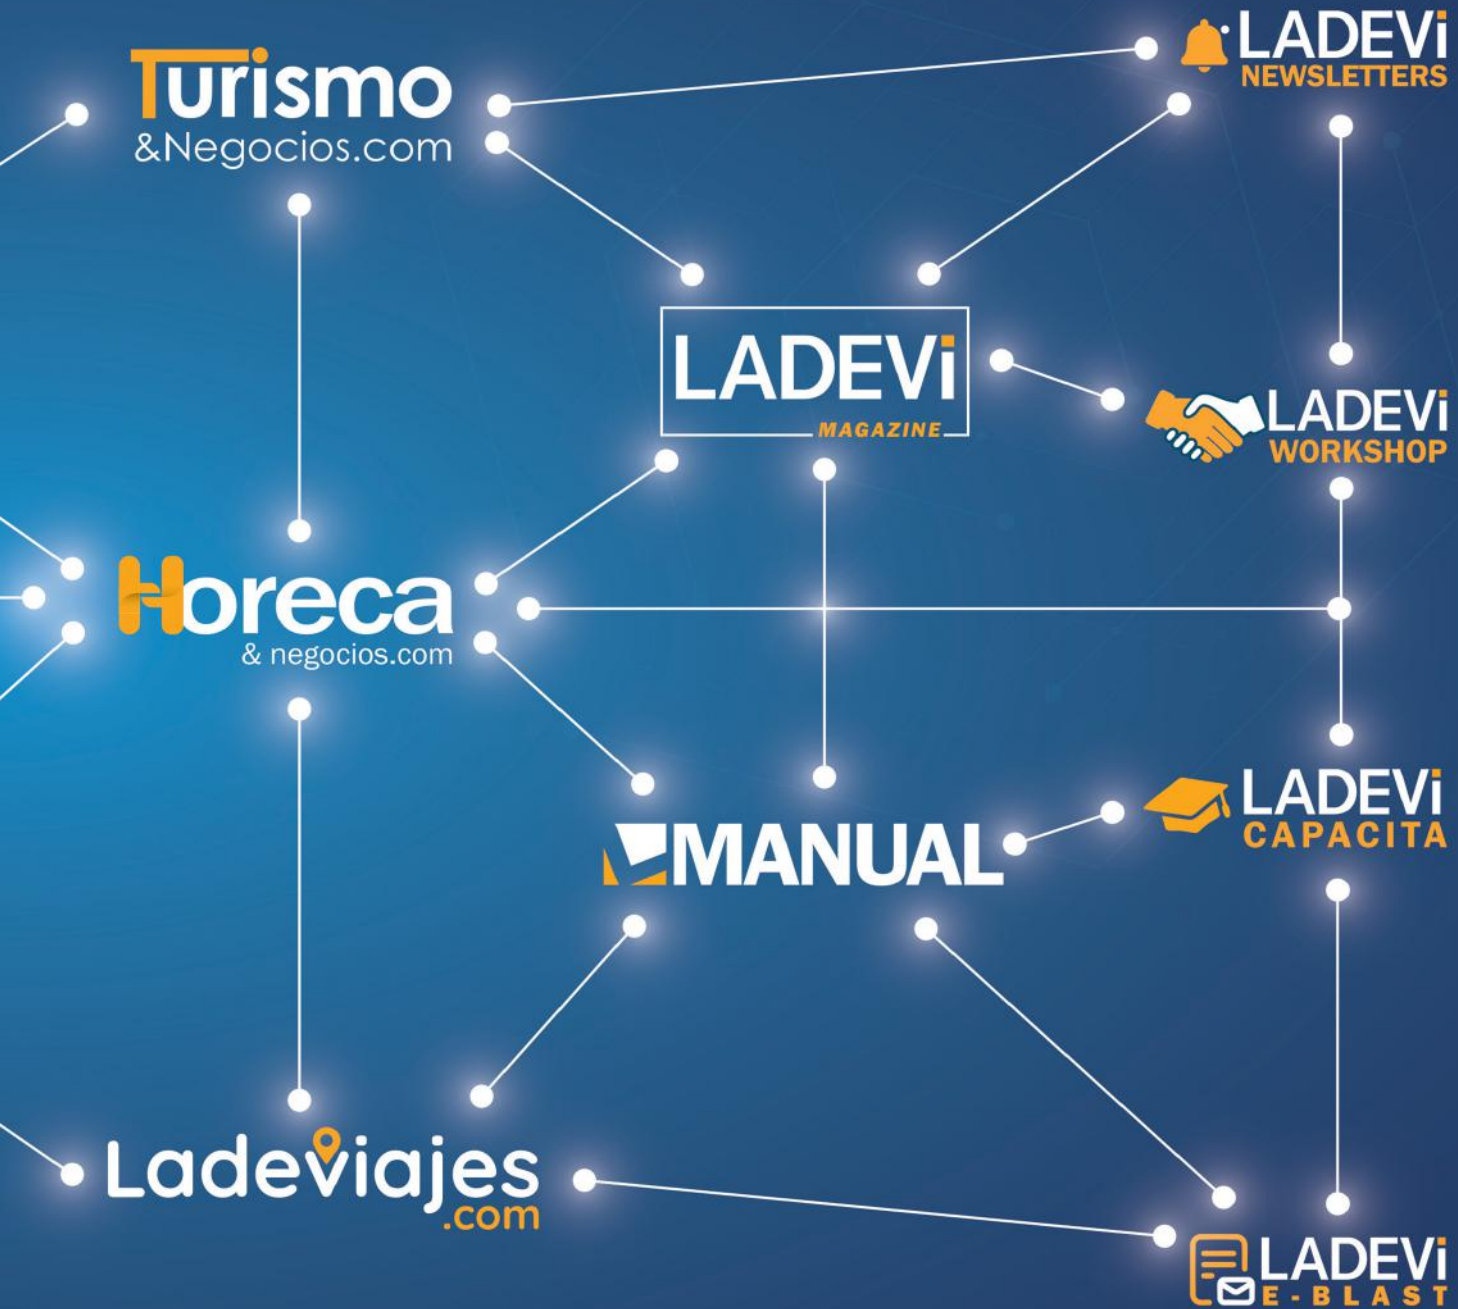 Turismo
&Negocios.com
LADEVi
NEWSLETTERS
LADEVi
MAGAZINE
LADEVi
WORKSHOP
Horeca
& negocios.com
MANUAL
LADEVi
CAPACITA
Ladeviajes
.com
LADEVi
E-BLAST